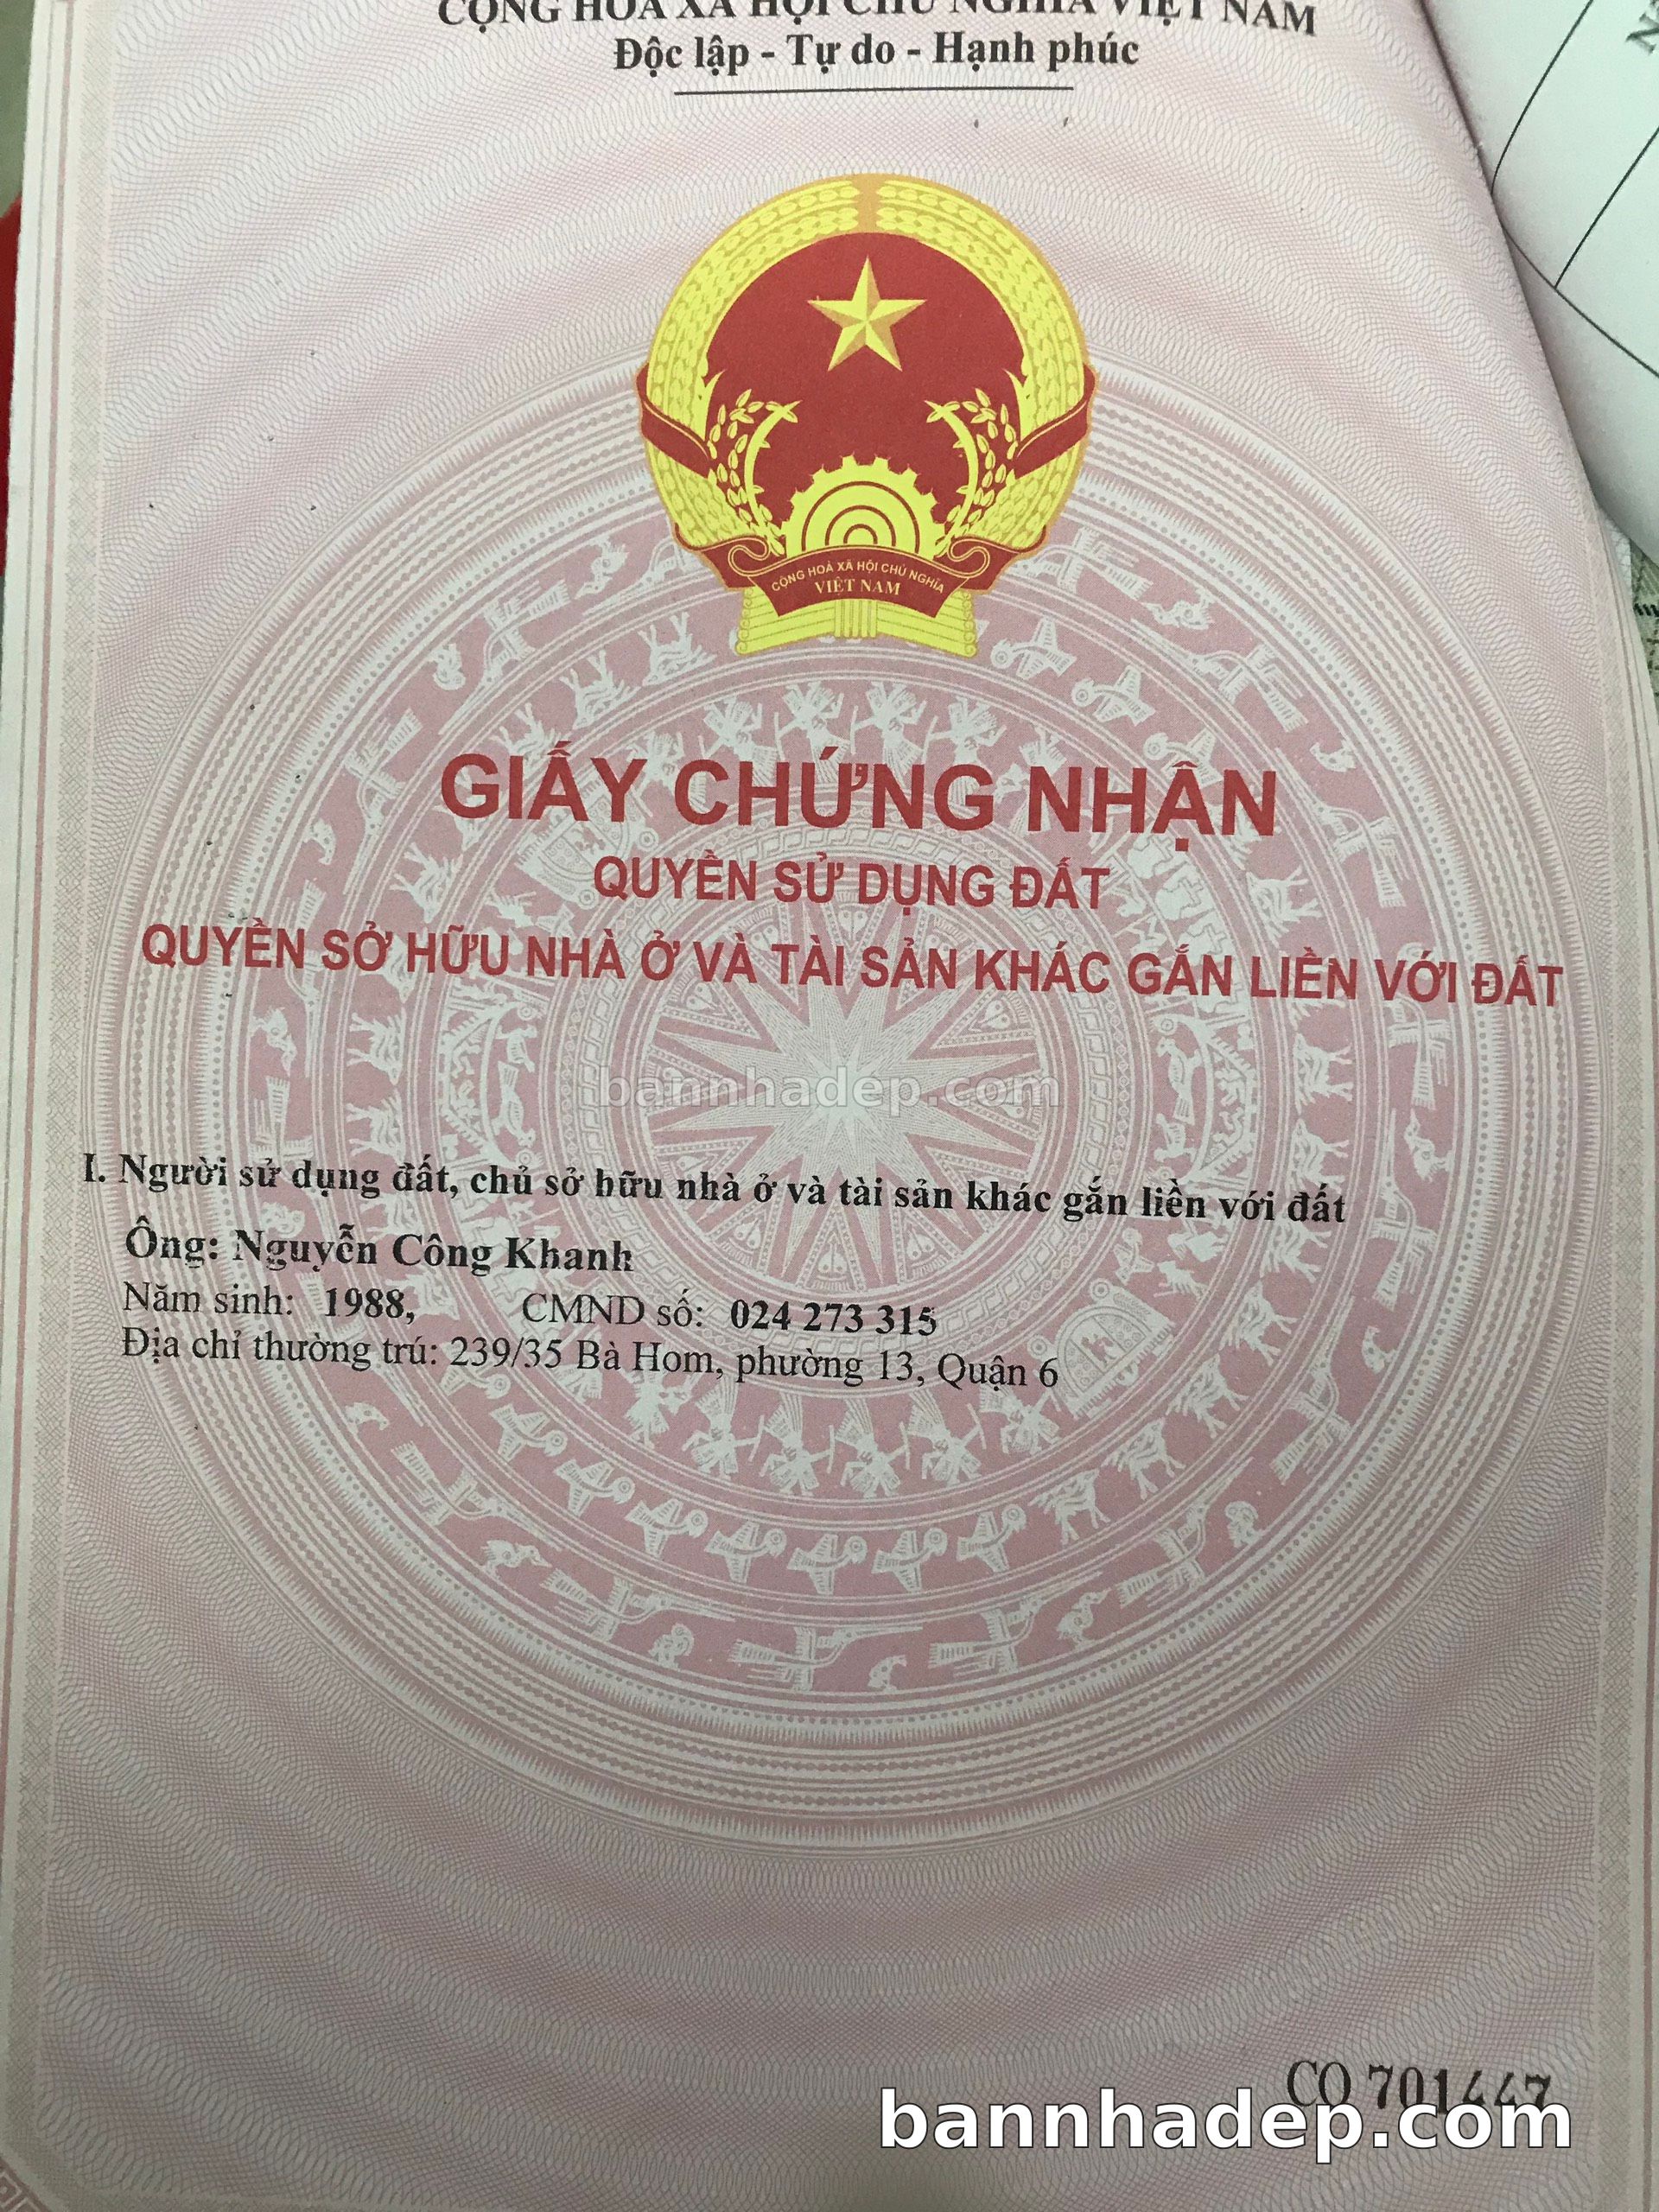 CỘNG HÒA XÃ HỘI CHỦ NGHĨA VIỆT NAM
Độc lập - Tự do - Hạnh phúc
CỘNG HOÀ XÃ HỘI CHỦ NGHĨA
VIỆT NAM
GIẤY CHỨNG NHẬN
QUYỀN SỬ DỤNG ĐẤT
QUYỀN SỞ HỮU NHÀ Ở VÀ TÀI SẢN KHÁC GẮN LIỀN VỚI ĐẤT
bannhadep.com
I. Người sử dụng đất, chủ sở hữu nhà ở và tài sản khác gắn liền với đất
Ông: Nguyễn Công Khanh
Năm sinh: 1988, CMND số: 024 273 315
Địa chỉ thường trú: 239/35 Bà Hom, phường 13, Quận 6
CO 701447
bannhadep.com